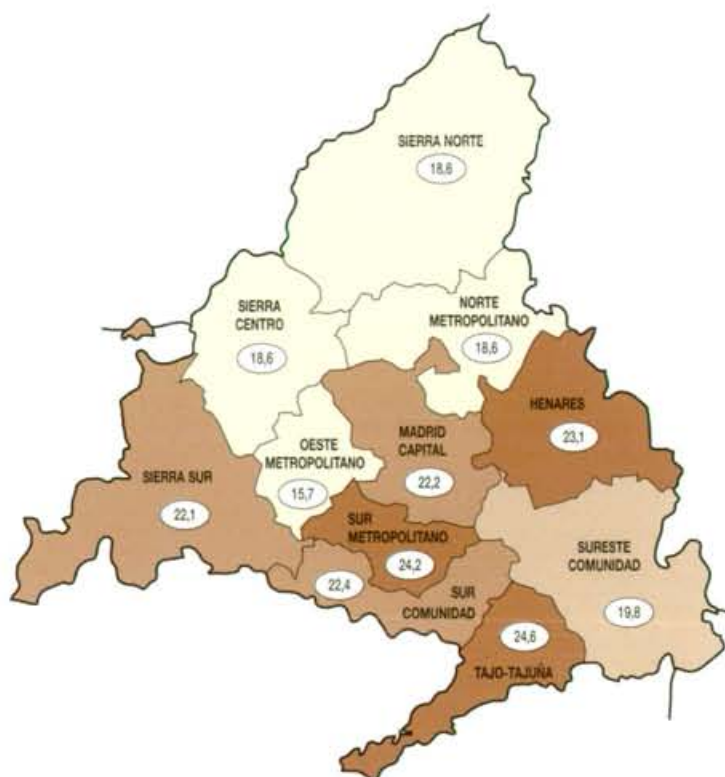 SIERRA NORTE
18,6
SIERRA
CENTRO
18,6
NORTE
METROPOLITANO
18,6
HENARES
23,1
MADRID
CAPITAL
22,2
OESTE
METROPOLITANO
15,7
SIERRA SUR
22,1
SUR
METROPOLITANO
24,2
SURESTE
COMUNIDAD
19,8
22,4
SUR
COMUNIDAD
24,6
TAJO-TAJUÑA